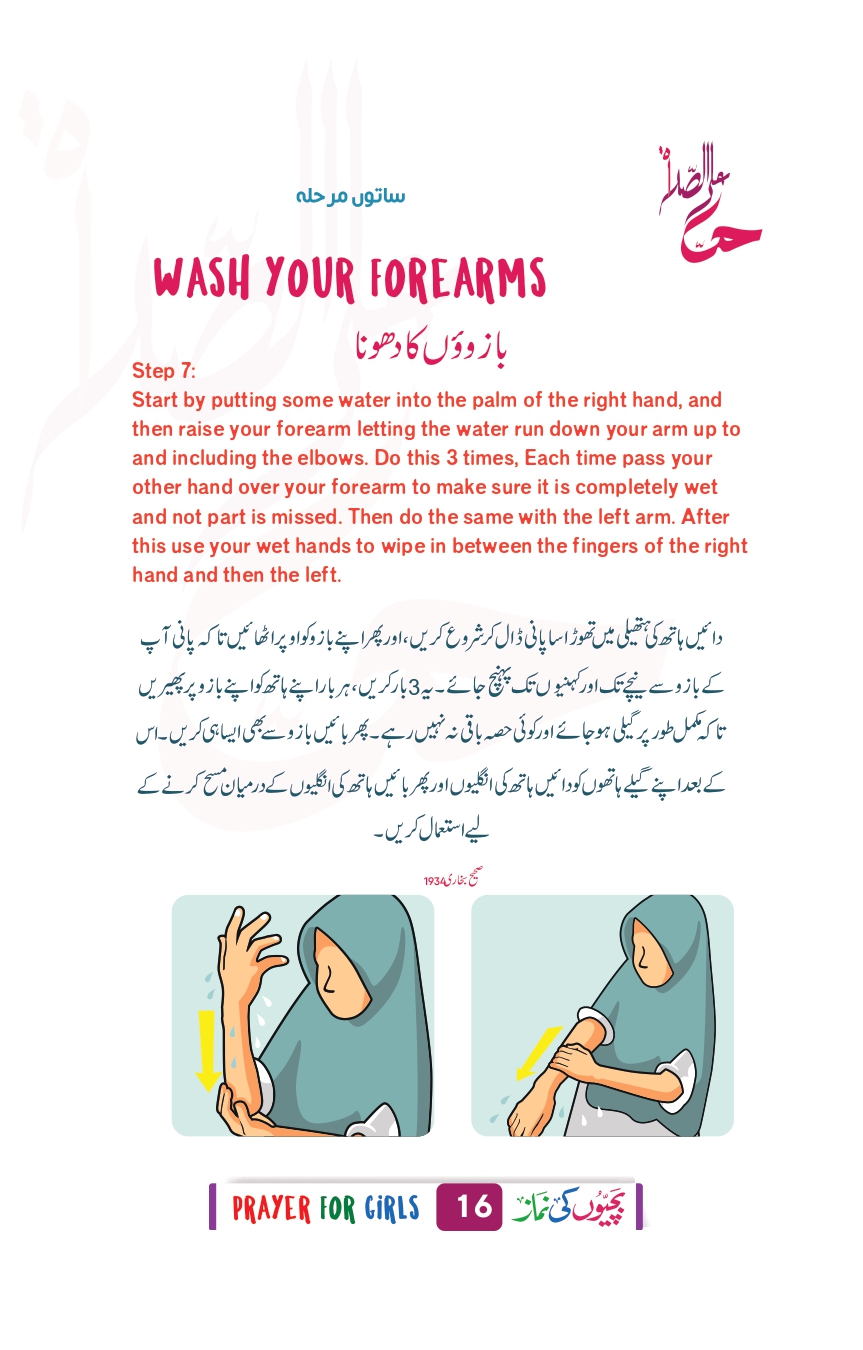 ساتوں مرحلہ
حی علی الصلاۃ
WASH YOUR FOREARMS
بازوؤں کا دھونا
Step 7:
Start by putting some water into the palm of the right hand, and
then raise your forearm letting the water run down your arm up to
and including the elbows. Do this 3 times, Each time pass your
other hand over your forearm to make sure it is completely wet
and not part is missed. Then do the same with the left arm. After
this use your wet hands to wipe in between the fingers of the right
hand and then the left.
دائیں ہاتھ کی ہتھیلی میں تھوڑا سا پانی ڈال کر شروع کریں، اور پھر اپنے بازو کو اوپر اٹھائیں تاکہ پانی آپ
کے بازو سے نیچے تک اور کہنیوں تک پہنچ جائے۔ یہ 3 بار کریں، ہر بار اپنے ہاتھ کو اپنے بازو پر پھیریں
تاکہ مکمل طور پر گیلی ہو جائے اور کوئی حصہ باقی نہ نہیں رہے۔ پھر بائیں بازو سے بھی ایسا ہی کریں۔ اس
کے بعد اپنے گیلے ہاتھوں کو دائیں ہاتھ کی انگلیوں اور پھر بائیں ہاتھ کی انگلیوں کے درمیان مسح کرنے کے
لیے استعمال کریں۔
صحیح بخاری 1934
PRAYER FOR GiRLS 16 بچیّوں کی نماز